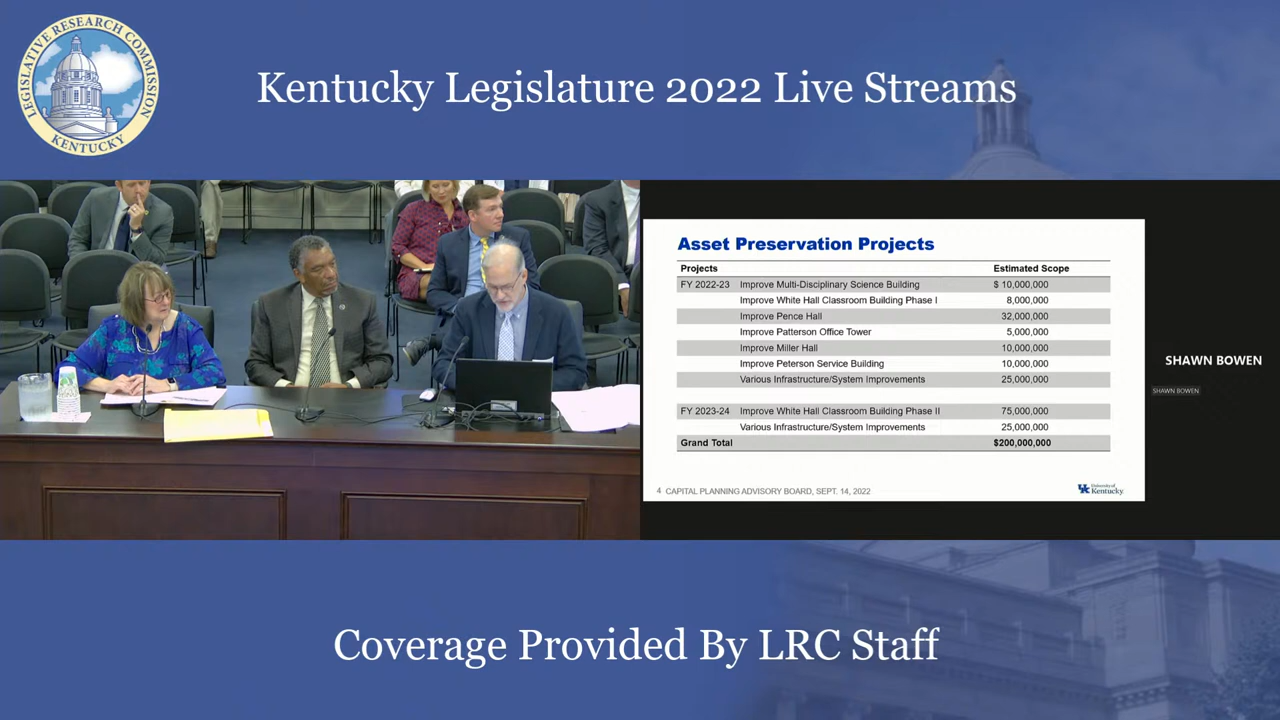 LEGISLATIVE RESEARCH COMMISSION
KENTUCKY
Kentucky Legislature 2022 Live Streams
Asset Preservation Projects
Projects Estimated Scope
FY 2022-23 Improve Multi-Disciplinary Science Building $ 10,000,000
Improve White Hall Classroom Building Phase I 8,000,000
Improve Pence Hall 32,000,000
Improve Patterson Office Tower 5,000,000
Improve Miller Hall 10,000,000
Improve Peterson Service Building 10,000,000
Various Infrastructure/System Improvements 25,000,000
FY 2023-24 Improve White Hall Classroom Building Phase II 75,000,000
Various Infrastructure/System Improvements 25,000,000
Grand Total $200,000,000
4 CAPITAL PLANNING ADVISORY BOARD, SEPT. 14, 2022
University of
Kentucky
SHAWN BOWEN
SHAWN BOWEN
Coverage Provided By LRC Staff